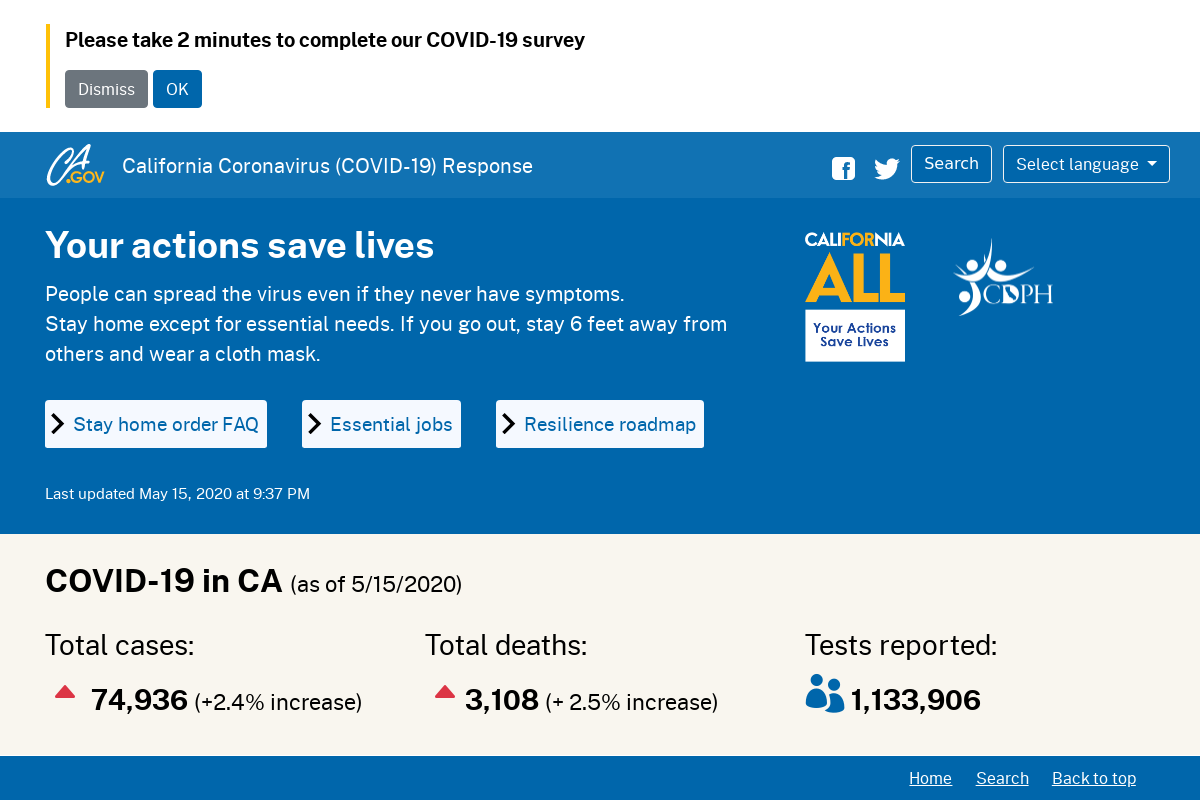 Please take 2 minutes to complete our COVID-19 survey
Dismiss OK
CA.GOV California Coronavirus (COVID-19) Response
Search Select language
Your actions save lives
People can spread the virus even if they never have symptoms.
Stay home except for essential needs. If you go out, stay 6 feet away from
others and wear a cloth mask.
CALIFORNIA
ALL
Your Actions
Save Lives
CDPH
Stay home order FAQ Essential jobs Resilience roadmap
Last updated May 15, 2020 at 9:37 PM
COVID-19 in CA (as of 5/15/2020)
Total cases: Total deaths: Tests reported:
74,936 (+2.4% increase) 3,108 (+ 2.5% increase) 1,133,906
Home Search Back to top